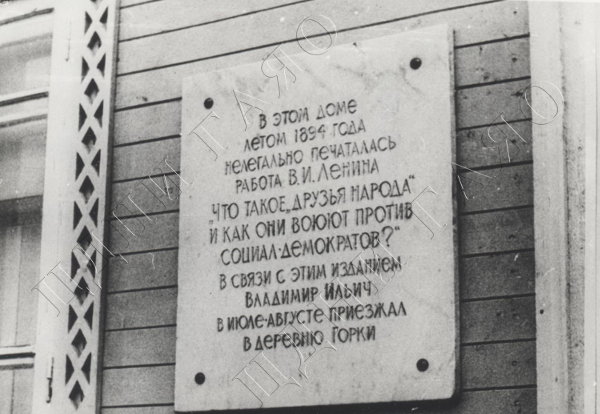 В ЭТОМ ДОМЕ
ЛЕТОМ 1894 ГОДА
НЕЛЕГАЛЬНО ПЕЧАТАЛАСЬ
РАБОТА В.И. ЛЕНИНА
„ЧТО ТАКОЕ „ДРУЗЬЯ НАРОДА“
И КАК ОНИ ВОЮЮТ ПРОТИВ
СОЦИАЛ-ДЕМОКРАТОВ?“
В СВЯЗИ С ЭТИМ ИЗДАНИЕМ
ВЛАДИМИР ИЛЬИЧ
В ИЮЛЕ-АВГУСТЕ ПРИЕЗЖАЛ
В ДЕРЕВНЮ ГОРКИ